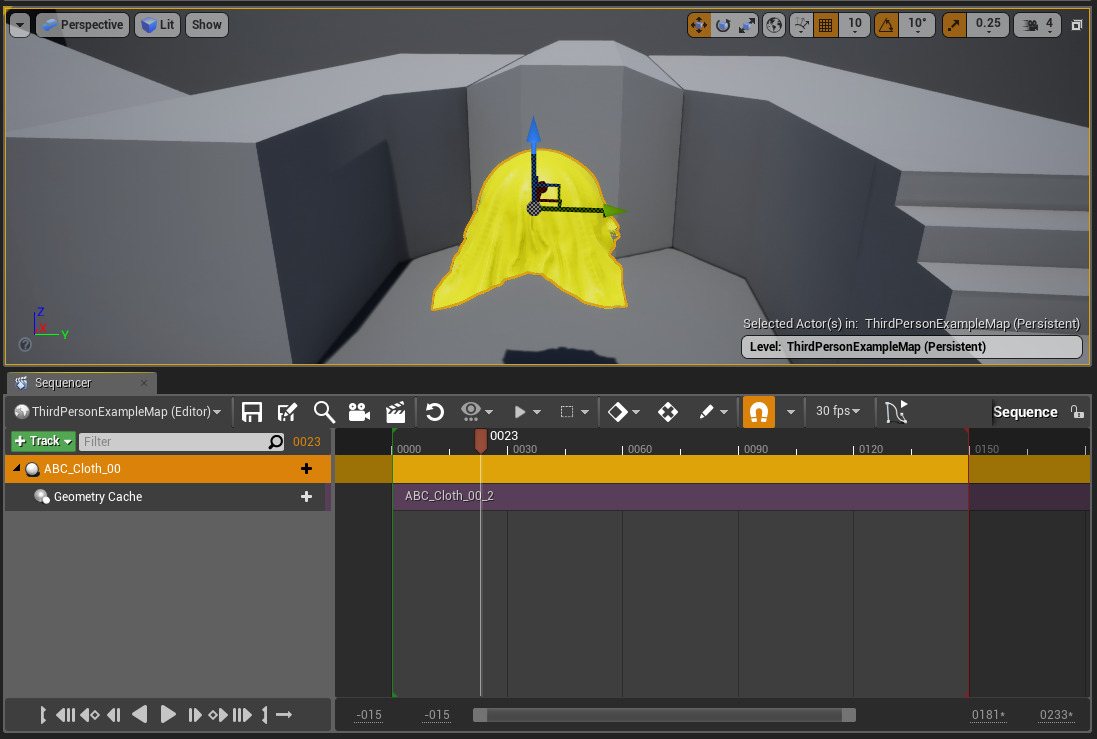 Perspective Lit Show 10 10° 0.25 4
Z
X
Y
Selected Actor(s) in: ThirdPersonExampleMap (Persistent)
Level: ThirdPersonExampleMap (Persistent)
Sequencer
ThirdPersonExampleMap (Editor) 30 fps Sequence
+ Track Filter 0023
0023
0000 0030 0060 0090 0120 0150
ABC_Cloth_00
Geometry Cache
ABC_Cloth_00_2
-015 -015 0181* 0233*